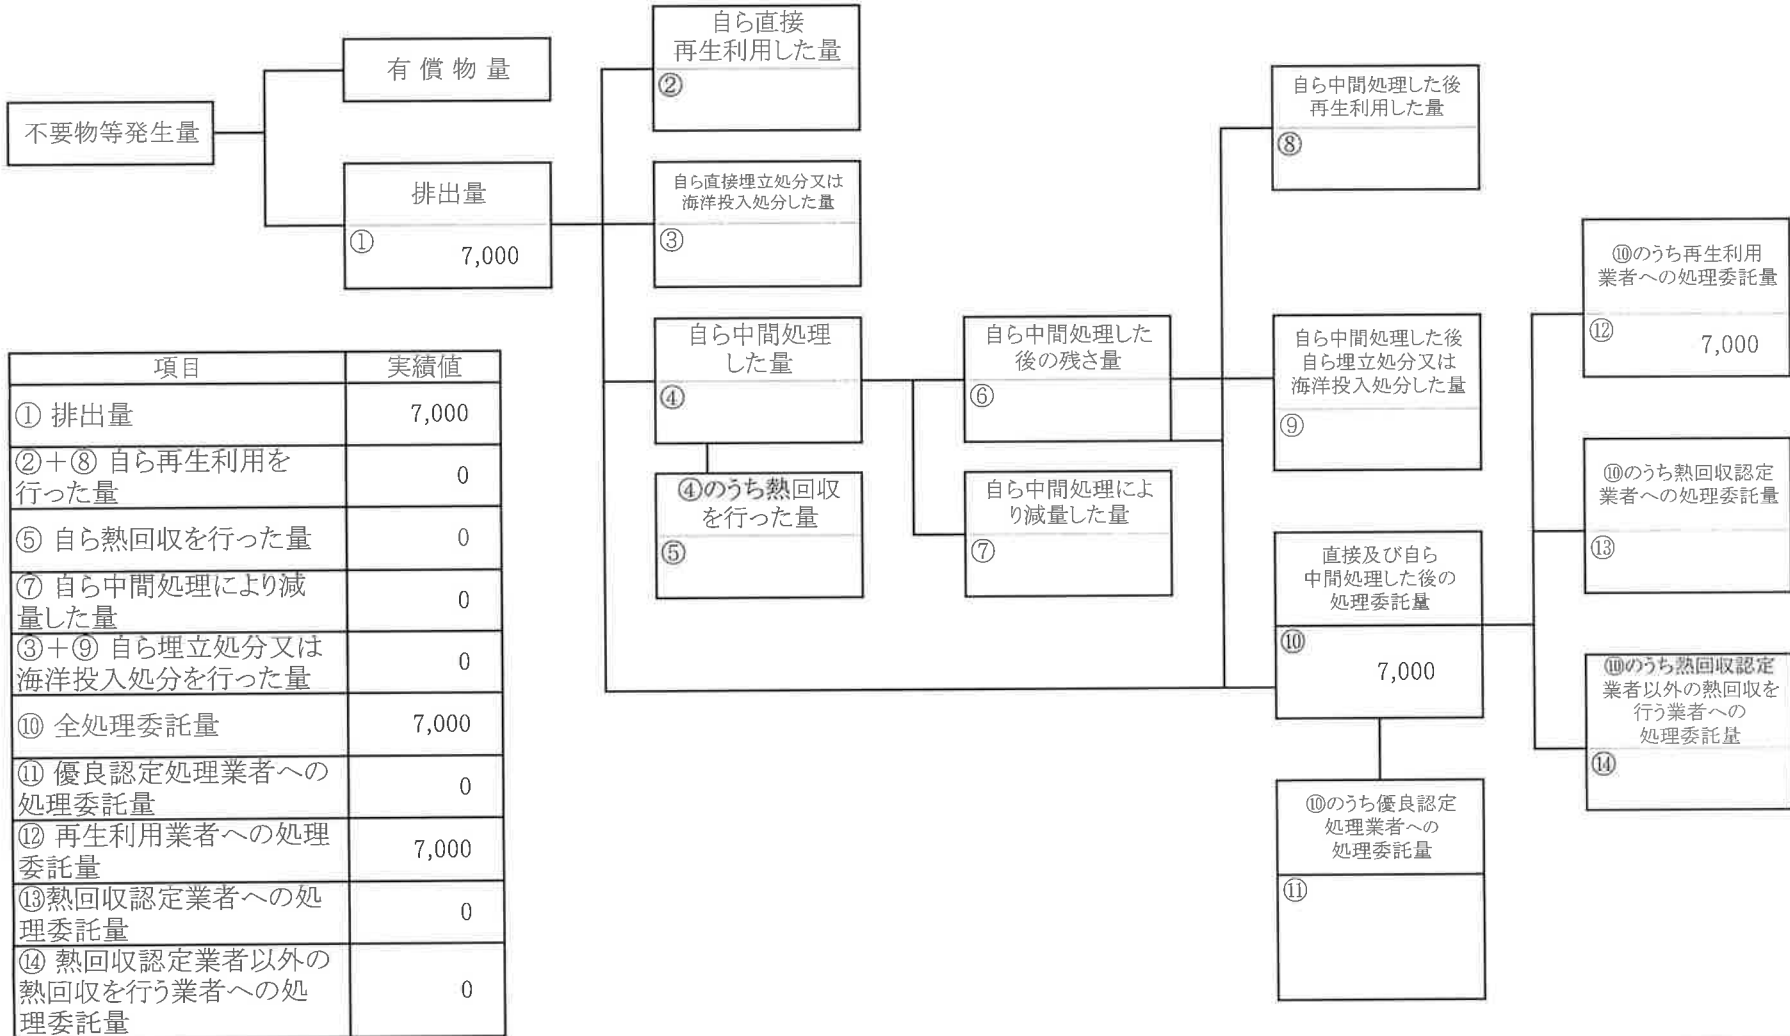 不要物等発生量
有償物量
排出量
①
7,000
自ら直接
再生利用した量
②
自ら直接埋立処分又は
海洋投入処分した量
③
自ら中間処理
した量
④
④のうち熱回収
を行った量
⑤
自ら中間処理した
後の残さ量
⑥
自ら中間処理によ
り減量した量
⑦
自ら中間処理した後
再生利用した量
⑧
自ら中間処理した後
自ら埋立処分又は
海洋投入処分した量
⑨
直接及び自ら
中間処理した後の
処理委託量
⑩
7,000
⑩のうち優良認定
処理業者への
処理委託量
⑪
⑩のうち再生利用
業者への処理委託量
⑫
7,000
⑩のうち熱回収認定
業者への処理委託量
⑬
⑩のうち熱回収認定
業者以外の熱回収を
行う業者への
処理委託量
⑭
項目 実績値
① 排出量 7,000
②＋⑧ 自ら再生利用を
行った量 0
⑤ 自ら熱回収を行った量 0
⑦ 自ら中間処理により減
量した量 0
③＋⑨ 自ら埋立処分又は
海洋投入処分を行った量 0
⑩ 全処理委託量 7,000
⑪ 優良認定処理業者への
処理委託量 0
⑫ 再生利用業者への処理
委託量 7,000
⑬熱回収認定業者への処
理委託量 0
⑭ 熱回収認定業者以外の
熱回収を行う業者への処
理委託量 0